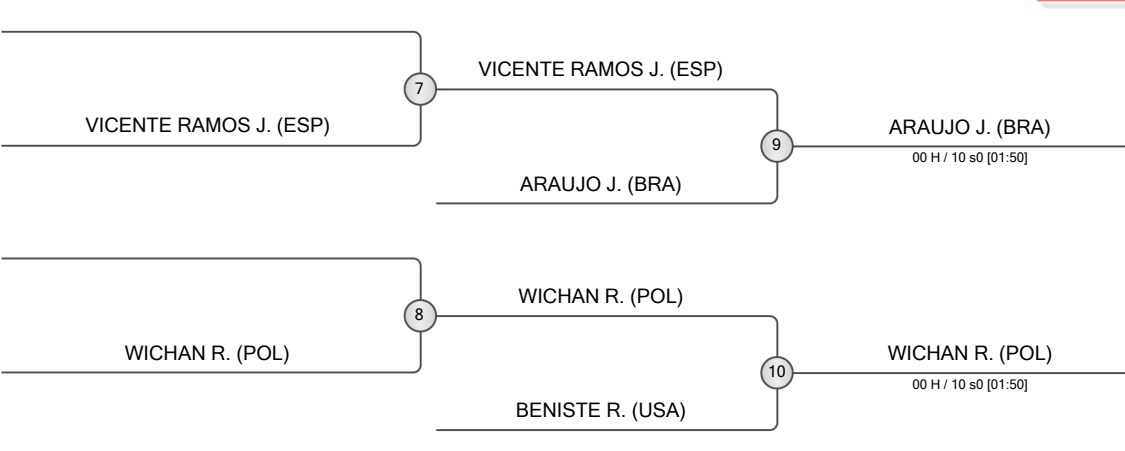 VICENTE RAMOS J. (ESP)
7
VICENTE RAMOS J. (ESP)
ARAUJO J. (BRA)
9
ARAUJO J. (BRA)
00 H / 10 s0 [01:50]
WICHAN R. (POL)
8
WICHAN R. (POL)
BENISTE R. (USA)
10
WICHAN R. (POL)
00 H / 10 s0 [01:50]